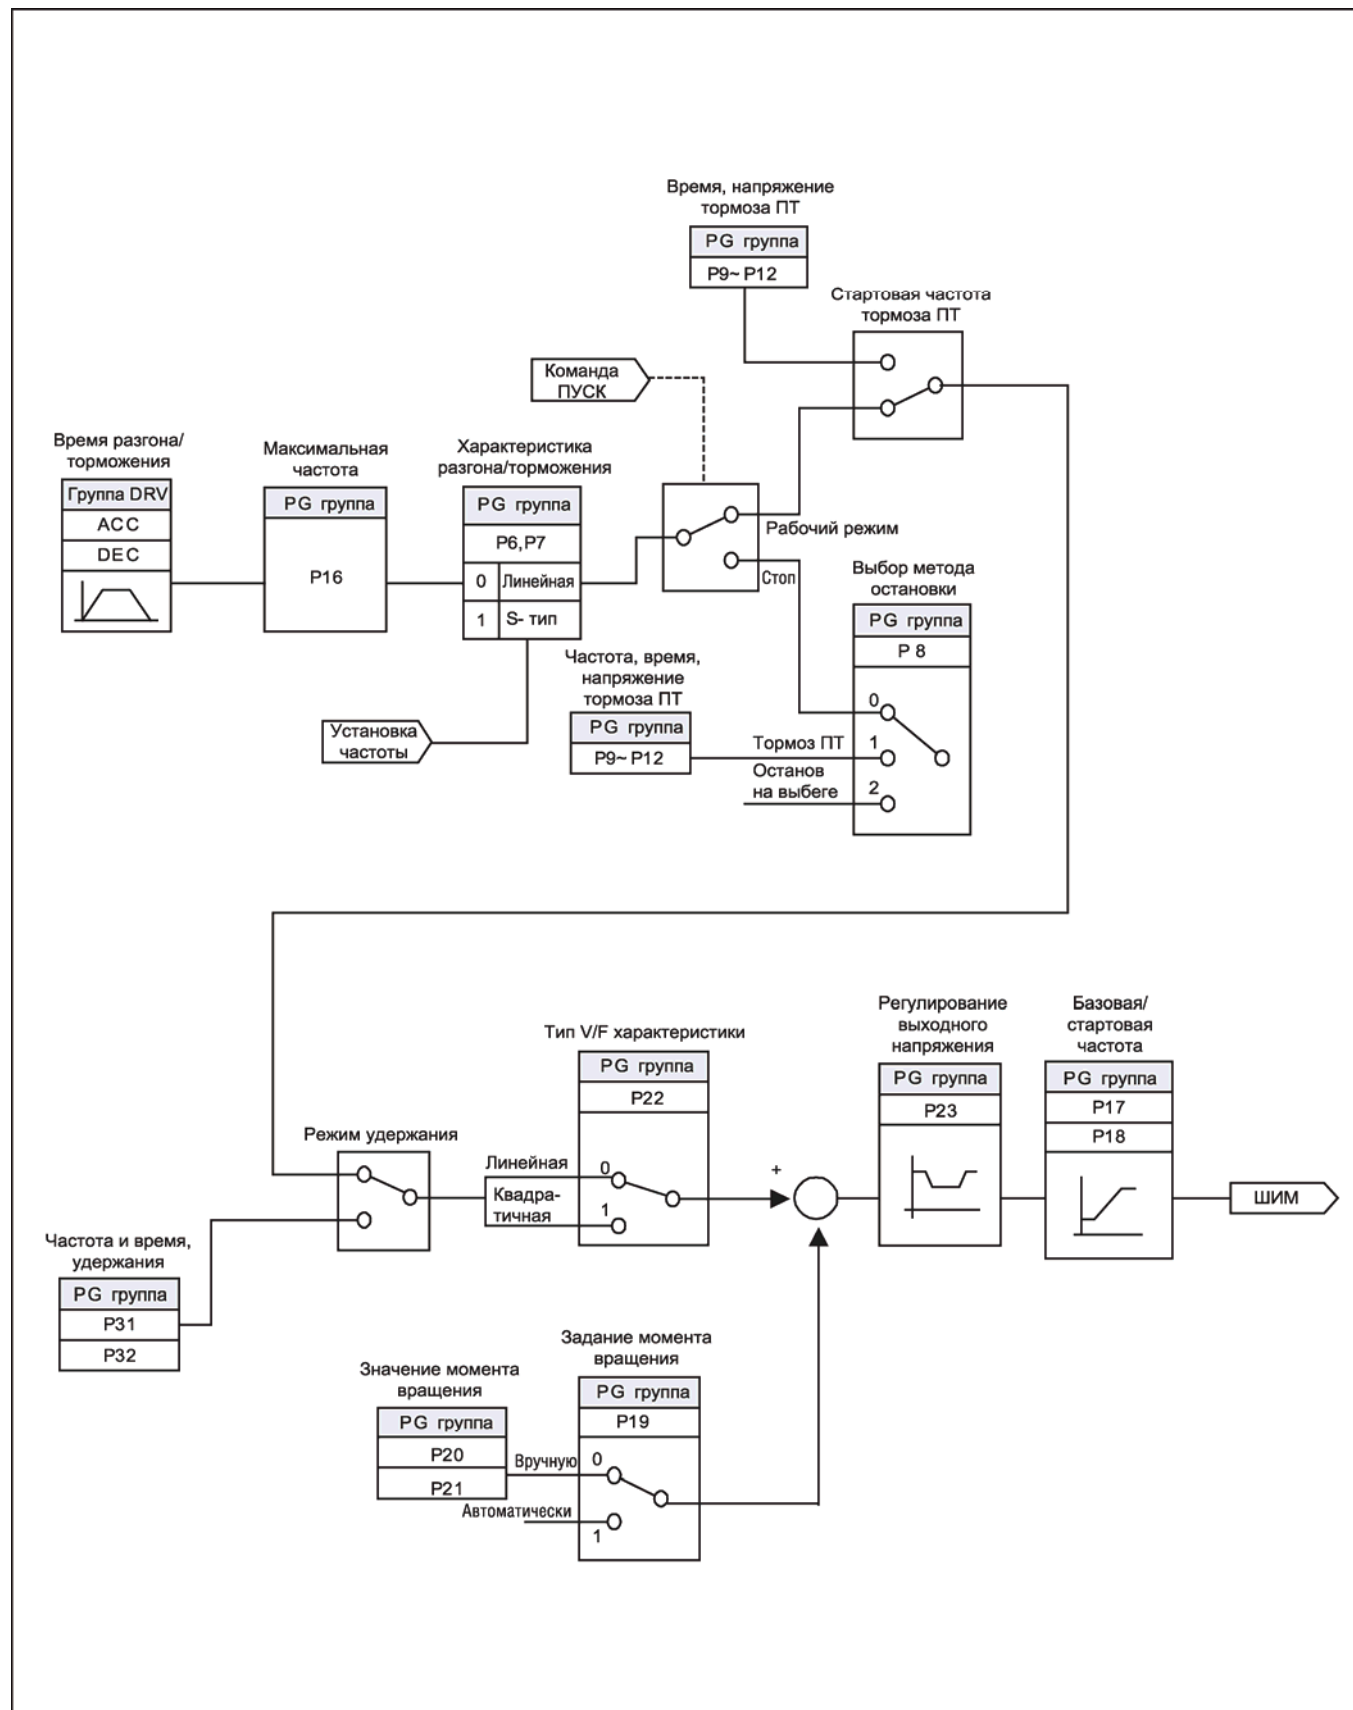 Время, напряжение
тормоза ПТ
PG группа
P9~ P12
Стартовая частота
тормоза ПТ
Команда
ПУСК
Время разгона/
торможения
Группа DRV
ACC
DEC
Максимальная
частота
PG группа
P16
Характеристика
разгона/торможения
PG группа
P6,P7
0 Линейная
1 S- тип
Рабочий режим
Стоп
Выбор метода
остановки
PG группа
P 8
0
1
2
Частота, время,
напряжение
тормоза ПТ
PG группа
P9~ P12
Тормоз ПТ
Останов
на выбеге
Установка
частоты
Режим удержания
Частота и время,
удержания
PG группа
P31
P32
Тип V/F характеристики
PG группа
P22
Линейная
0
Квадра-
тичная
1
+
Регулирование
выходного
напряжения
PG группа
P23
Базовая/
стартовая
частота
PG группа
P17
P18
ШИМ
Значение момента
вращения
PG группа
P20
P21
Задание момента
вращения
PG группа
P19
Вручную
0
Автоматически
1